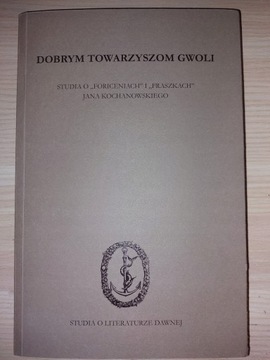 DOBRYM TOWARZYSZOM GWOLI
STUDIA O „FORICENIACH” I „FRASZKACH”
JANA KOCHANOWSKIEGO
STUDIA O LITERATURZE DAWNEJ